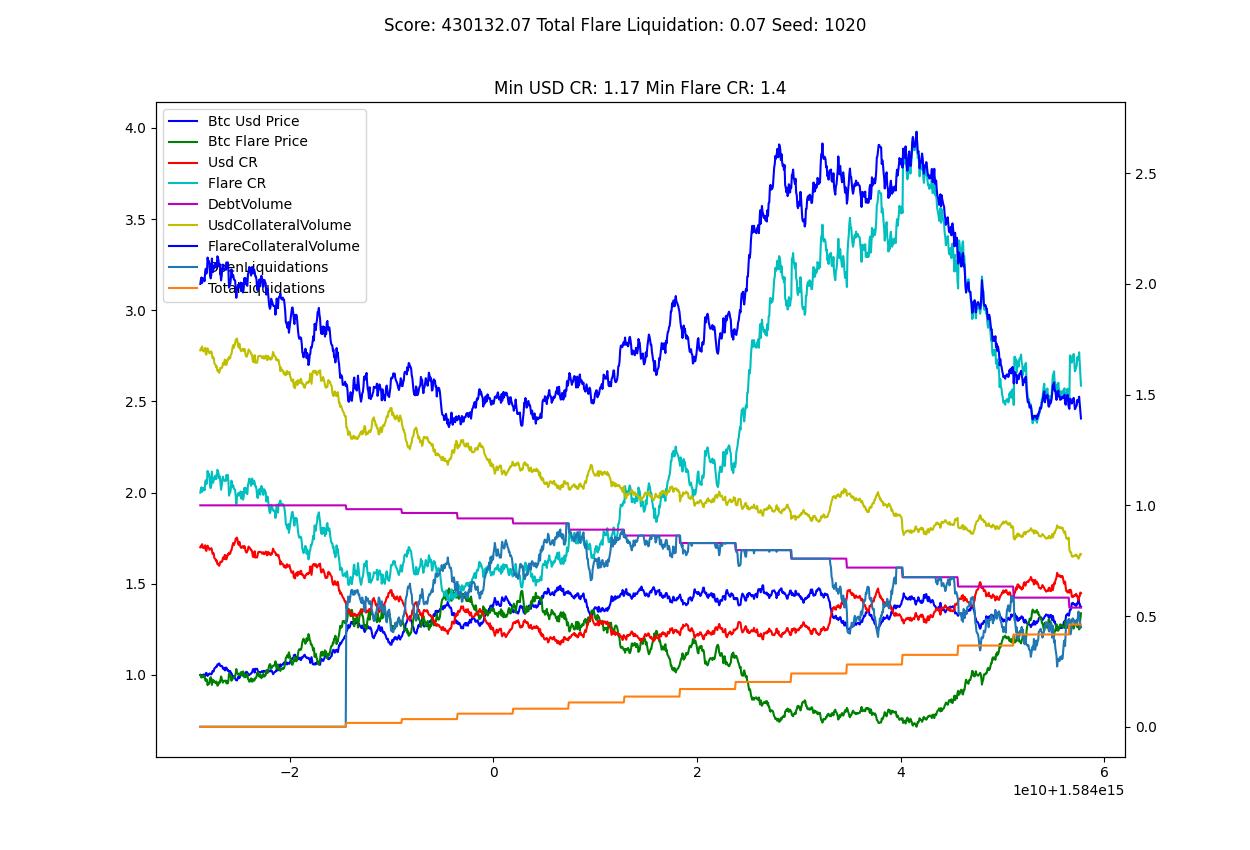 Score: 430132.07 Total Flare Liquidation: 0.07 Seed: 1020
Min USD CR: 1.17 Min Flare CR: 1.4
Btc Usd Price
Btc Flare Price
Usd CR
Flare CR
DebtVolume
UsdCollateralVolume
FlareCollateralVolume
OpenLiquidations
TotalLiquidations
4.0
3.5
3.0
2.5
2.0
1.5
1.0
2.5
2.0
1.5
1.0
0.5
0.0
−2 0 2 4 6
1e10+1.584e15